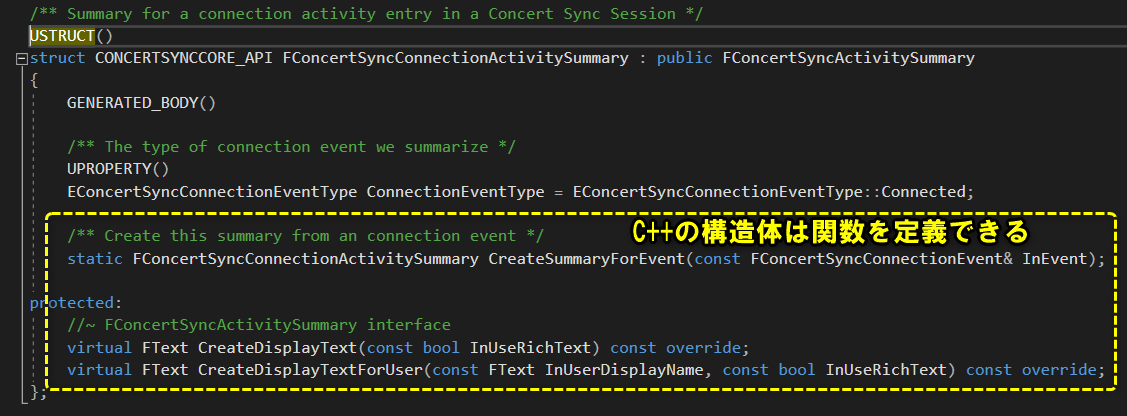 /** Summary for a connection activity entry in a Concert Sync Session */
USTRUCT()
struct CONCERTSYNCCORE_API FConcertSyncConnectionActivitySummary : public FConcertSyncActivitySummary
{
GENERATED_BODY()
/** The type of connection event we summarize */
UPROPERTY()
EConcertSyncConnectionEventType ConnectionEventType = EConcertSyncConnectionEventType::Connected;
C++の構造体は関数を定義できる
/** Create this summary from an connection event */
static FConcertSyncConnectionActivitySummary CreateSummaryForEvent(const FConcertSyncConnectionEvent& InEvent);
protected:
//~ FConcertSyncActivitySummary interface
virtual FText CreateDisplayText(const bool InUseRichText) const override;
virtual FText CreateDisplayTextForUser(const FText InUserDisplayName, const bool InUseRichText) const override;
};